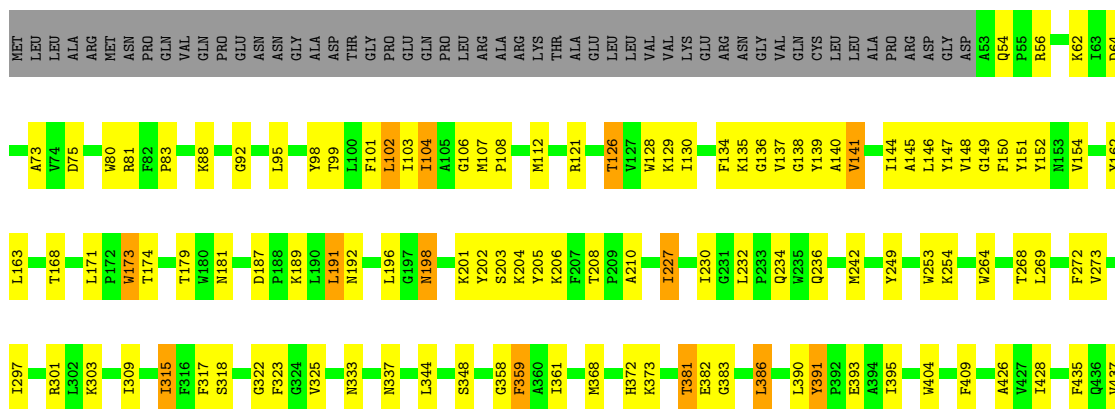 MET LEU LEU ALA ARG MET ASN PRO GLN VAL GLN PRO GLY ASN ASN GLY ALA ASP THR GLY PRO GLU GLN PRO LEU ARG ALA ARG LYS THR ALA GLU LEU LEU VAL VAL LYS GLU ARG ASN GLY VAL GLN CYS LEU LEU ALA PRO ARG ASP GLY ASP A53 Q54 P55 R56 K62 I63
A73 V74 D75 W80 R81 F82 P83 K88 G92 L95 Y98 T99 L100 F101 L102 I103 I104 A105 G106 M107 P108 M112 R121 T126 V127 W128 K129 I130 F134 K135 G136 V137 G138 Y139 A140 V141 I144 A145 L146 Y147 V148 G149 F150 Y151 Y152 N153 V154
L163 T168 L171 P172 W173 T174 T179 W180 N181 D187 P188 K189 L190 L191 N192 L196 G197 N198 K201 Y202 S203 K204 Y205 K206 F207 T208 P209 A210 I227 I230 G231 L232 P233 Q234 W235 Q236 M242 Y249 W253 K254 W264 T268 L269 F272 V273
I297 R301 L302 K303 I309 I315 F316 F317 S318 G322 F323 G324 V325 N333 N337 L344 S348 G358 F359 A360 I361 M368 H372 K373 T381 E382 G383 L386 L390 Y391 P392 E393 A394 I395 W404 F409 A426 V427 I428 F435 Q436